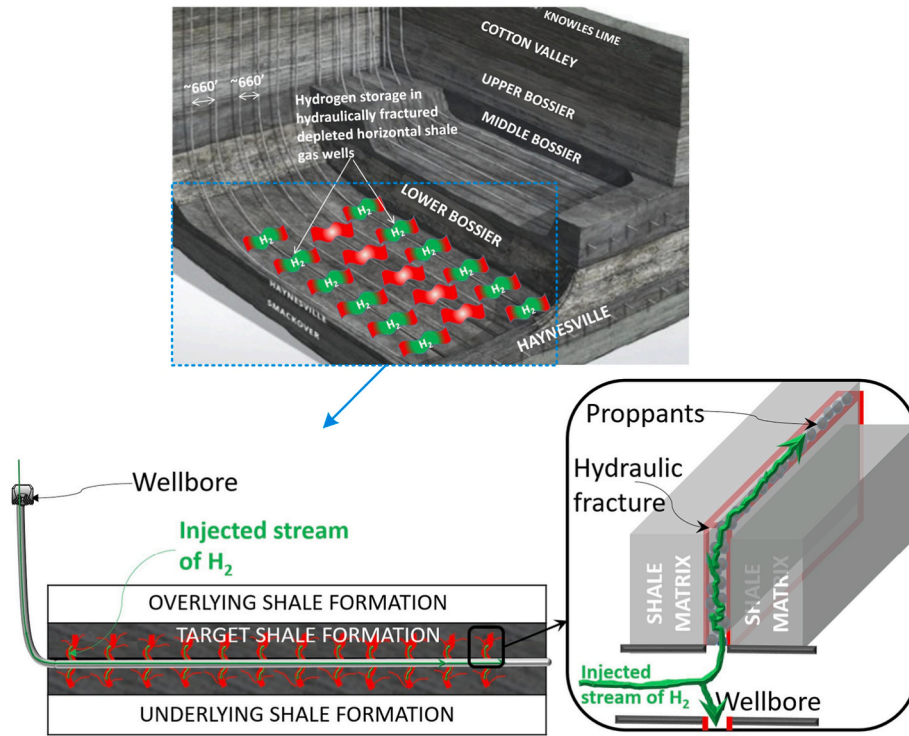 KNOWLES LIME
COTTON VALLEY
~660’ ~660’
UPPER BOSSIER
Hydrogen storage in
hydraulically fractured
depleted horizontal shale
gas wells
MIDDLE BOSSIER
LOWER BOSSIER
H2
H2
H2
H2
H2
H2
H2
H2
H2
H2
H2
H2
HAYNESVILLE
SMACKOVER
HAYNESVILLE
Wellbore
Injected stream
of H2
OVERLYING SHALE FORMATION
TARGET SHALE FORMATION
UNDERLYING SHALE FORMATION
Proppants
Hydraulic
fracture
SHALE
MATRIX
SHALE
MATRIX
Injected
stream of H2
Wellbore